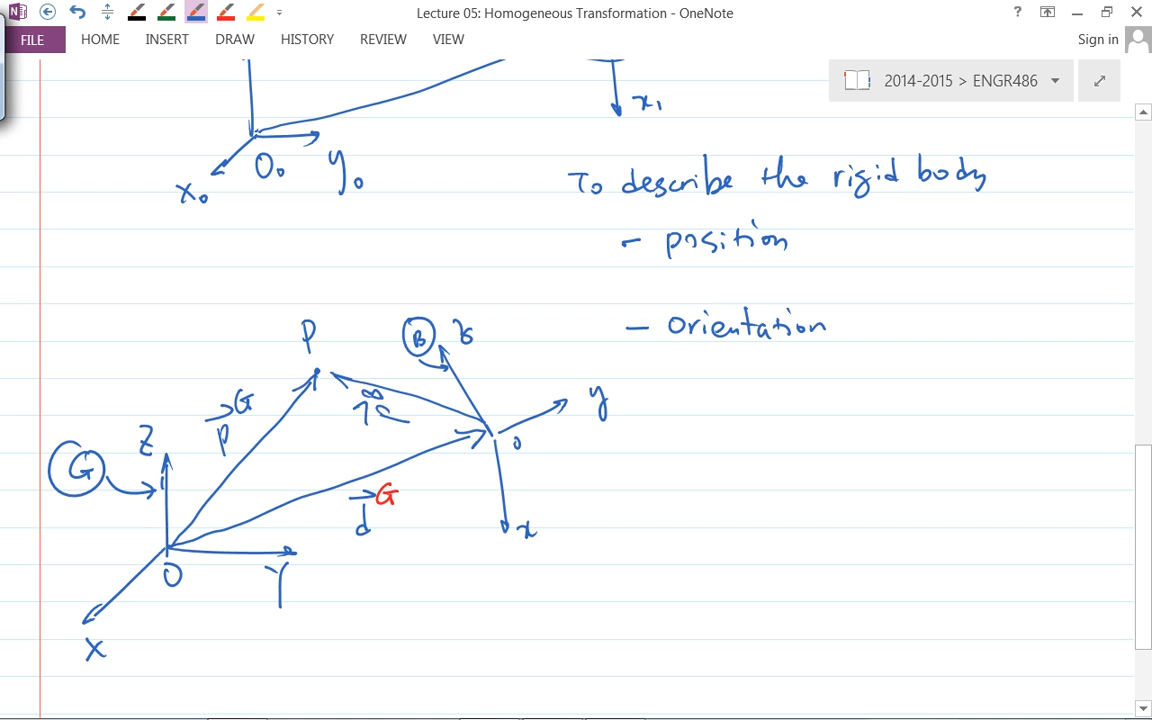 Lecture 05: Homogeneous Transformation - OneNote
FILE HOME INSERT DRAW HISTORY REVIEW VIEW
Sign in
2014-2015 > ENGR486
x₁
O₀
y₀
x₀
To describe the rigid body
- position
- Orientation
P
B
z
y
P G
Z
G
o
d G
x
O
Y
X